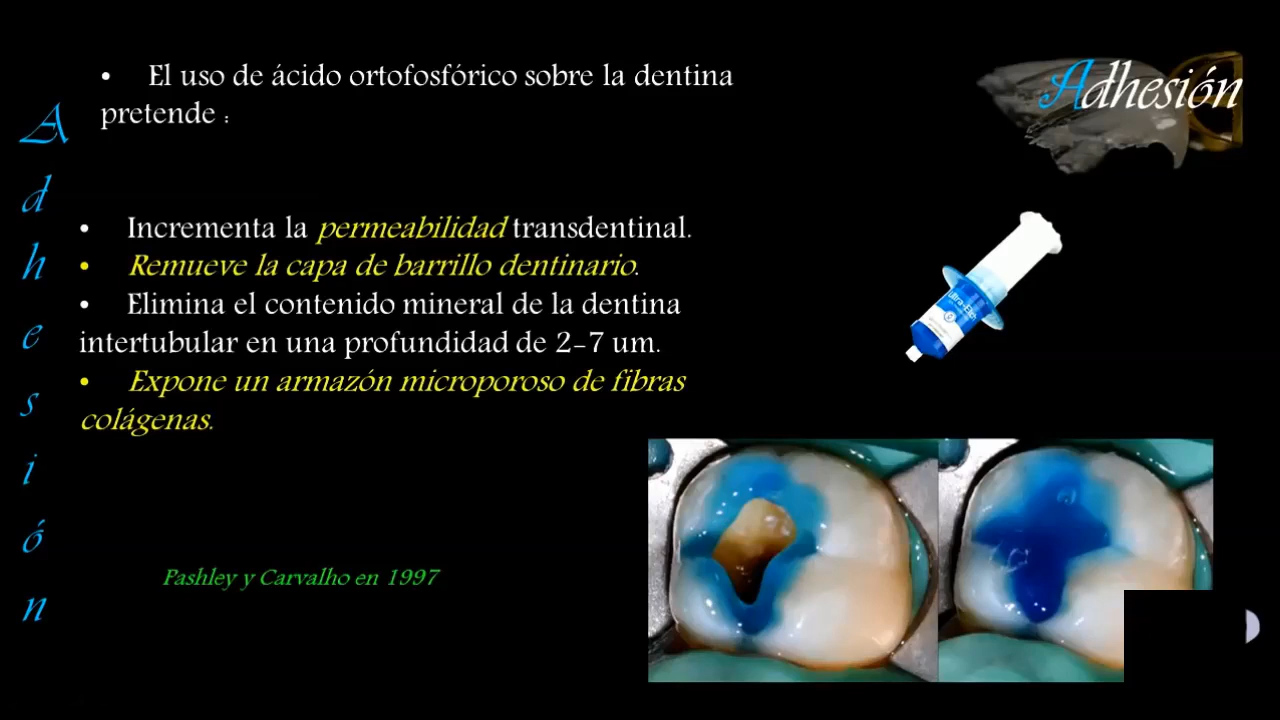 Adhesión
• El uso de ácido ortofosfórico sobre la dentina
pretende :
Adhesión
• Incrementa la permeabilidad transdentinal.
• Remueve la capa de barrillo dentinario.
• Elimina el contenido mineral de la dentina
intertubular en una profundidad de 2-7 um.
• Expone un armazón microporoso de fibras
colágenas.
Ultra-Etch
Pashley y Carvalho en 1997